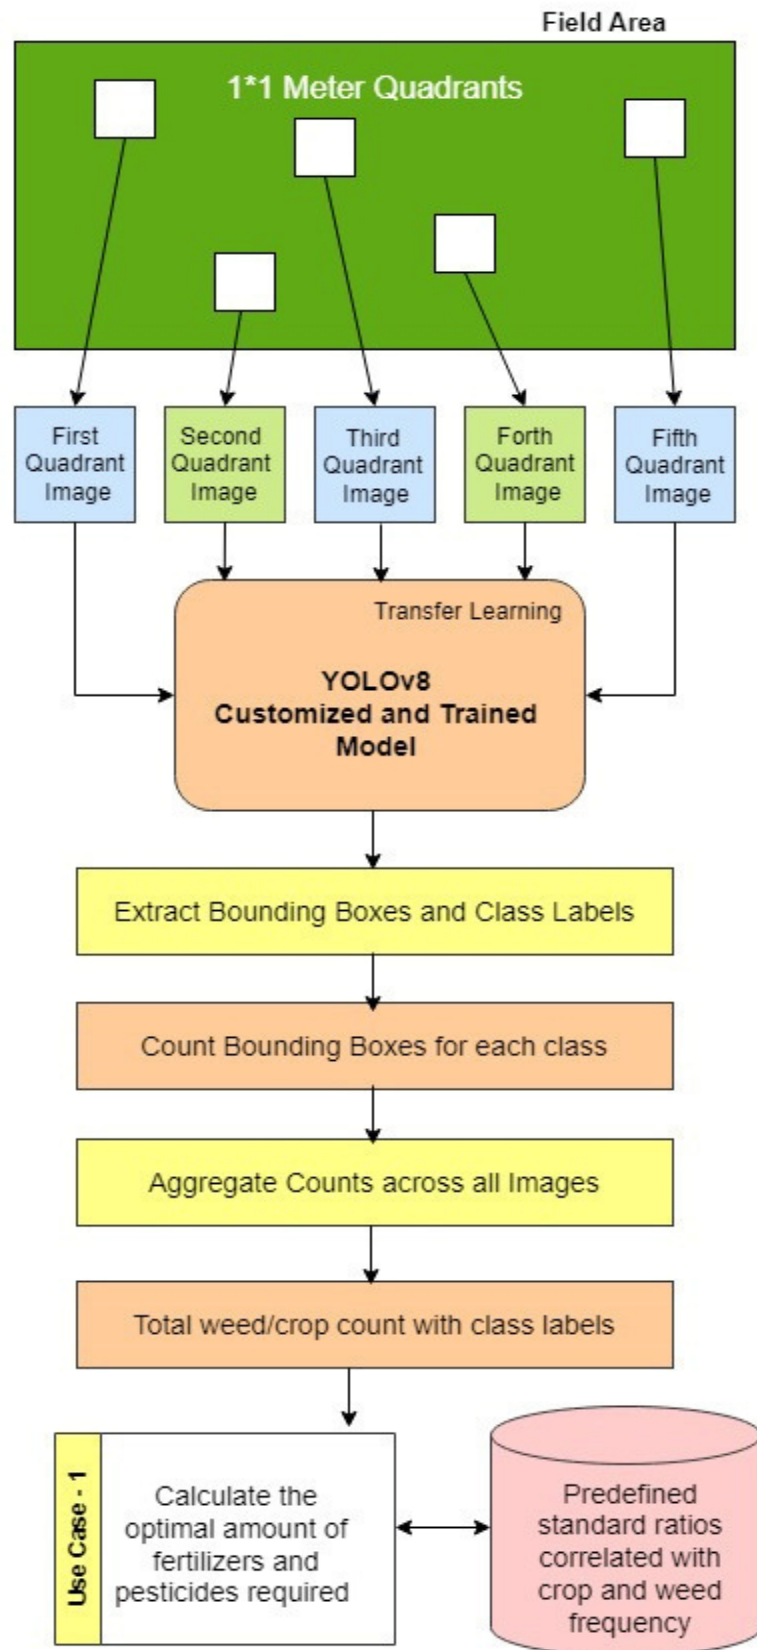 Field Area
1*1 Meter Quadrants
First
Quadrant
Image
Second
Quadrant
Image
Third
Quadrant
Image
Forth
Quadrant
Image
Fifth
Quadrant
Image
Transfer Learning
YOLOv8
Customized and Trained
Model
Extract Bounding Boxes and Class Labels
Count Bounding Boxes for each class
Aggregate Counts across all Images
Total weed/crop count with class labels
Use Case - 1
Calculate the
optimal amount of
fertilizers and
pesticides required
Predefined
standard ratios
correlated with
crop and weed
frequency